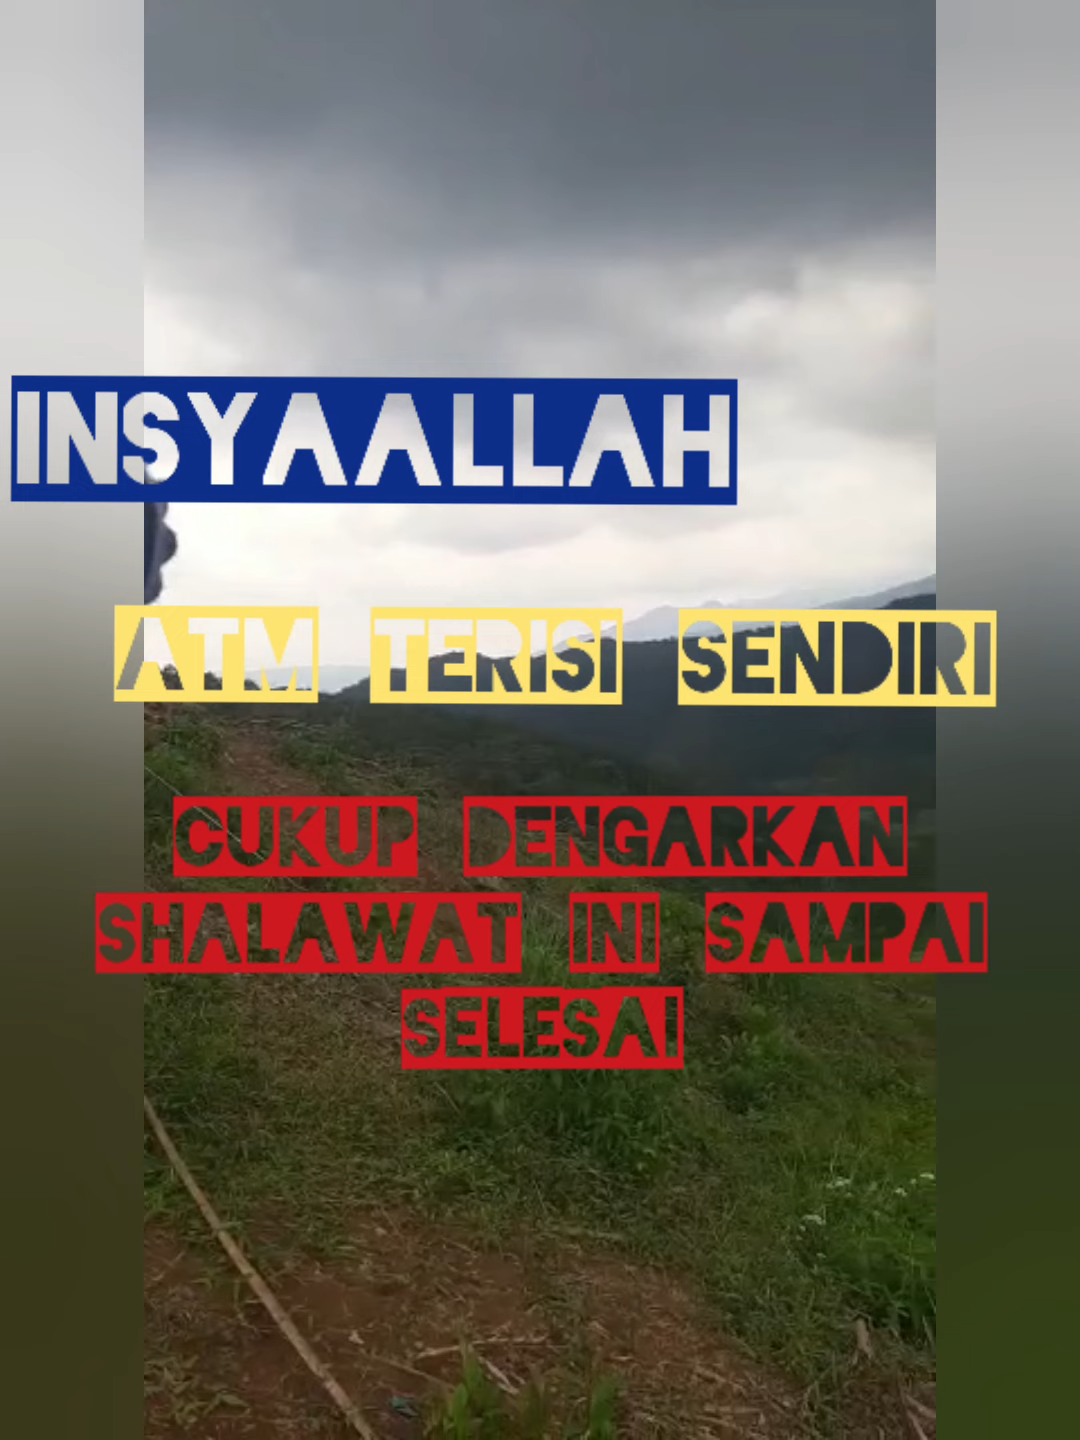 INSYAALLAH
ATM TERISI SENDIRI
CUKUP DENGARKAN
SHALAWAT INI SAMPAI
SELESAI